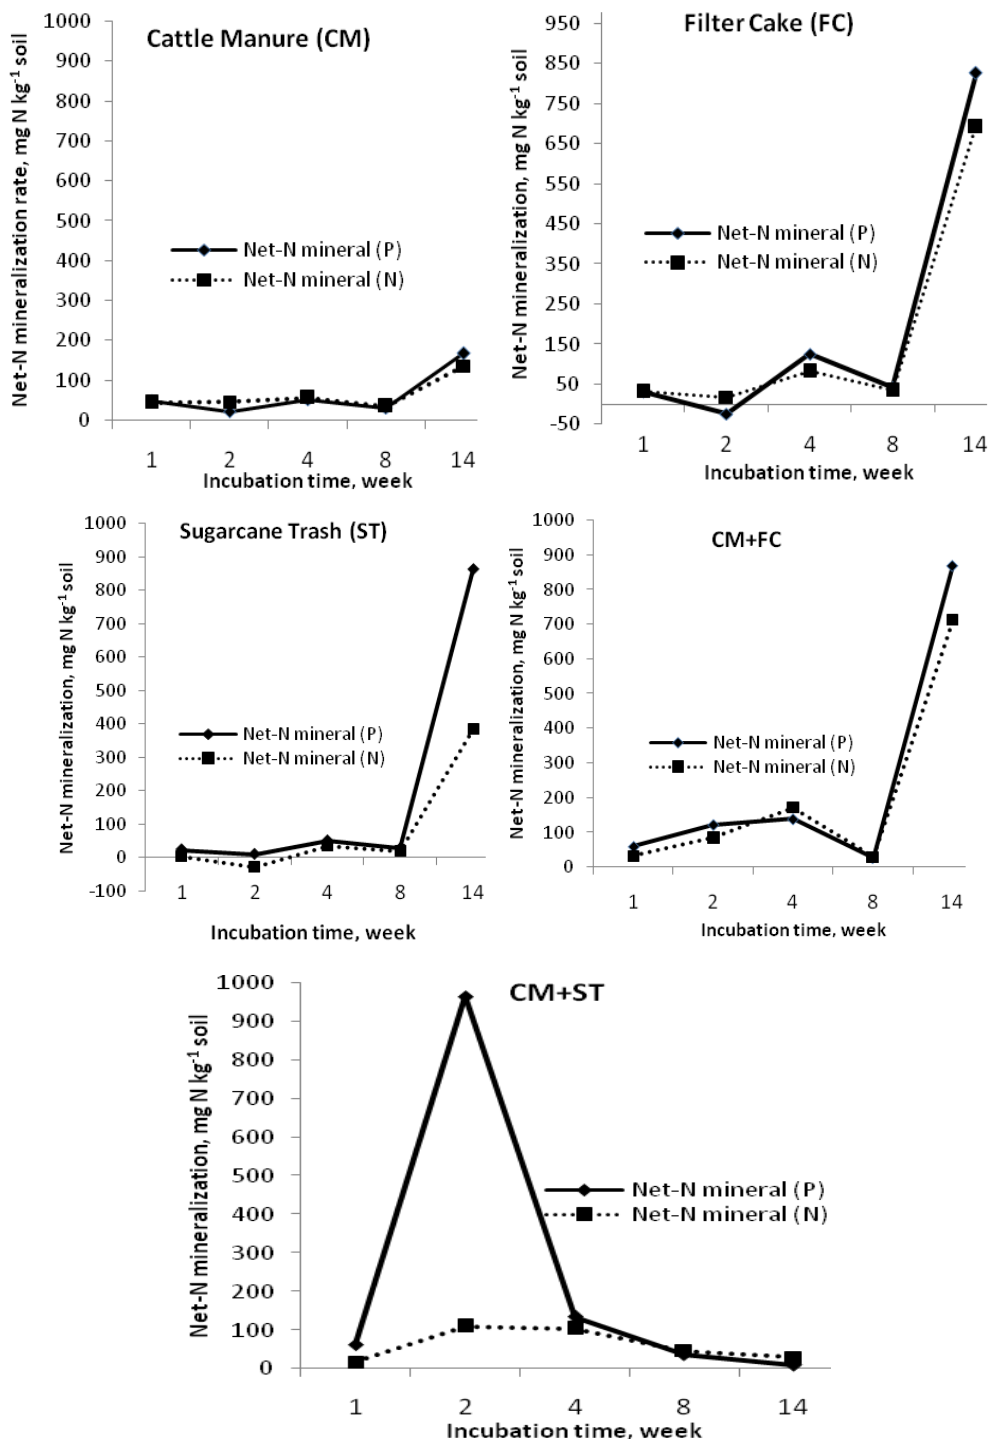 Cattle Manure (CM)
Net-N mineralization rate, mg N kg⁻¹ soil
1000
900
800
700
600
500
400
300
200
100
0
Net-N mineral (P)
Net-N mineral (N)
1 2 4 8 14
Incubation time, week
Filter Cake (FC)
Net-N mineralization, mg N kg⁻¹ soil
950
850
750
650
550
450
350
250
150
50
-50
Net-N mineral (P)
Net-N mineral (N)
1 2 4 8 14
Incubation time, week
Sugarcane Trash (ST)
Net-N mineralization, mg N kg⁻¹ soil
1000
900
800
700
600
500
400
300
200
100
0
-100
Net-N mineral (P)
Net-N mineral (N)
1 2 4 8 14
Incubation time, week
CM+FC
Net-N mineralization, mg N kg⁻¹ soil
1000
900
800
700
600
500
400
300
200
100
0
Net-N mineral (P)
Net-N mineral (N)
1 2 4 8 14
Incubation time, week
CM+ST
Net-N mineralization, mg N kg⁻¹ soil
1000
900
800
700
600
500
400
300
200
100
0
Net-N mineral (P)
Net-N mineral (N)
1 2 4 8 14
Incubation time, week